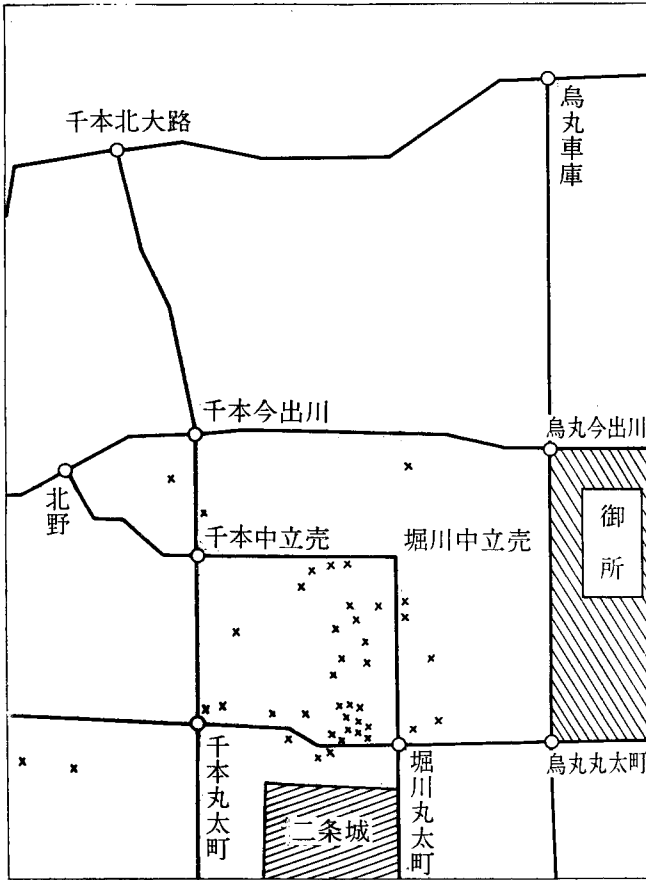 烏丸車庫
千本北大路
千本今出川
烏丸今出川
北野
御所
千本中立売
堀川中立売
千本丸太町
堀川丸太町
烏丸丸太町
二条城